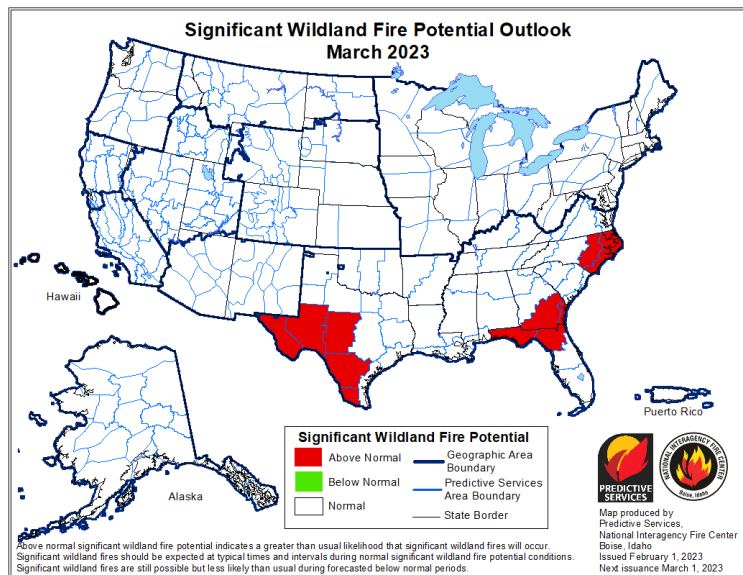 Significant Wildland Fire Potential Outlook
March 2023
Hawaii
Puerto Rico
Alaska
Significant Wildland Fire Potential
Above Normal
Below Normal
Normal
Geographic Area
Boundary
Predictive Services
Area Boundary
State Border
PREDICTIVE
SERVICES
NATIONAL INTERAGENCY FIRE CENTER
Boise, Idaho
Map produced by
Predictive Services,
National Interagency Fire Center
Boise, Idaho
Issued February 1, 2023
Next issuance March 1, 2023
Above normal significant wildland fire potential indicates a greater than usual likelihood that significant wildland fires will occur.
Significant wildland fires should be expected at typical times and intervals during normal significant wildland fire potential conditions.
Significant wildland fires are still possible but less likely than usual during forecasted below normal periods.